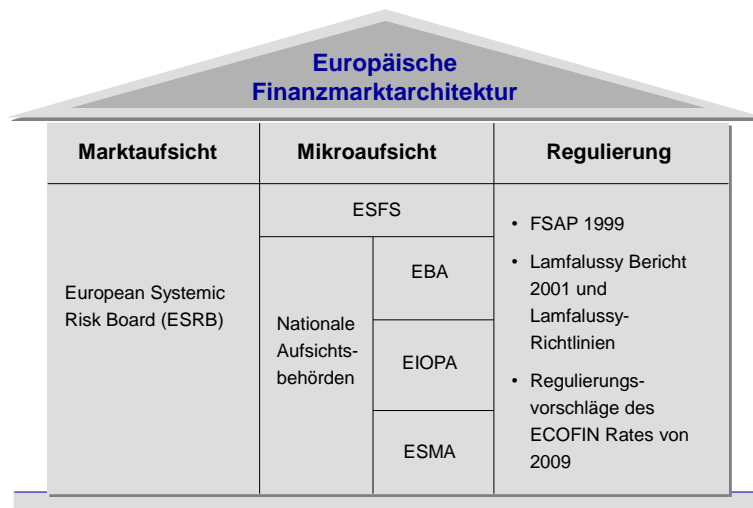 Europäische
Finanzmarktarchitektur
Marktaufsicht
Mikroaufsicht
Regulierung
European Systemic
Risk Board (ESRB)
ESFS
Nationale
Aufsichts-
behörden
EBA
EIOPA
ESMA
• FSAP 1999
• Lamfalussy Bericht
2001 und
Lamfalussy-
Richtlinien
• Regulierungs-
vorschläge des
ECOFIN Rates von
2009